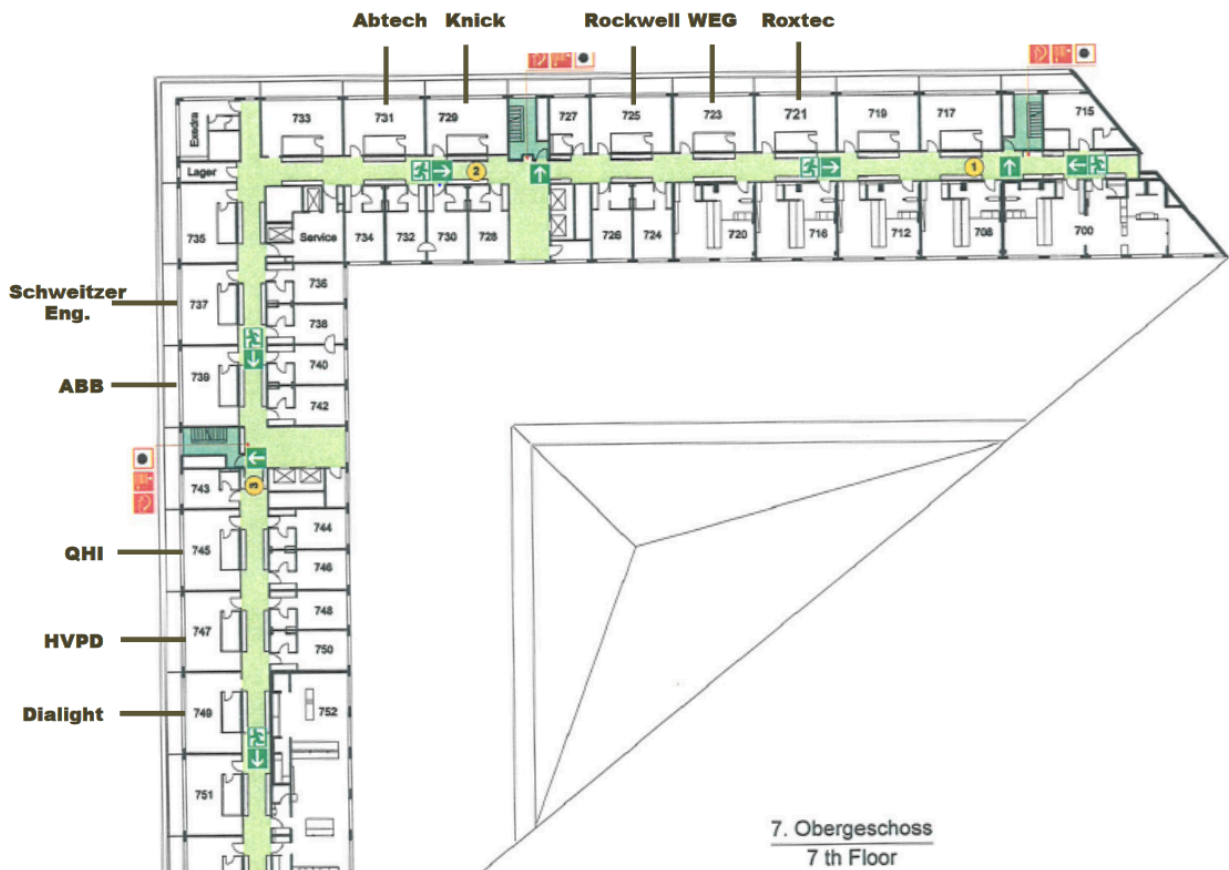 Abtech Knick Rockwell WEG Roxtec
Exedra
733 731 729 727 725 723 721 719 717 715
2
1
Lager
735
Service
734 732 730 728 726 724 720 716 712 708 700
Schweitzer
Eng.
737
736
738
ABB
739
740
742
743
3
QHI
745
744
746
HVPD
747
748
750
Dialight
749
752
751
7. Obergeschoss
7 th Floor